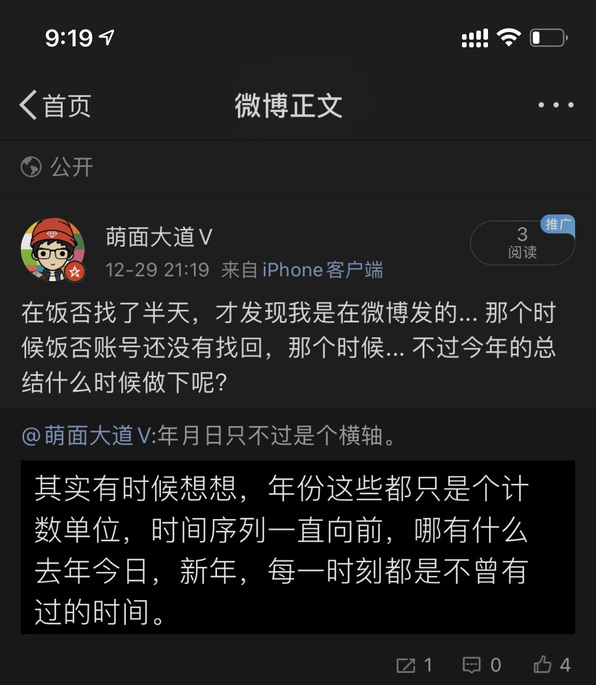 9:19
首页
微博正文
公开
萌面大道V
12-29 21:19 来自iPhone客户端
推广
3
阅读
在饭否找了半天，才发现我是在微博发的... 那个时
候饭否账号还没有找回，那个时候... 不过今年的总
结什么时候做下呢？
@萌面大道V:年月日只不过是个横轴。
其实有时候想想，年份这些都只是个计
数单位，时间序列一直向前，哪有什么
去年今日，新年，每一时刻都是不曾有
过的时间。
1 0 4